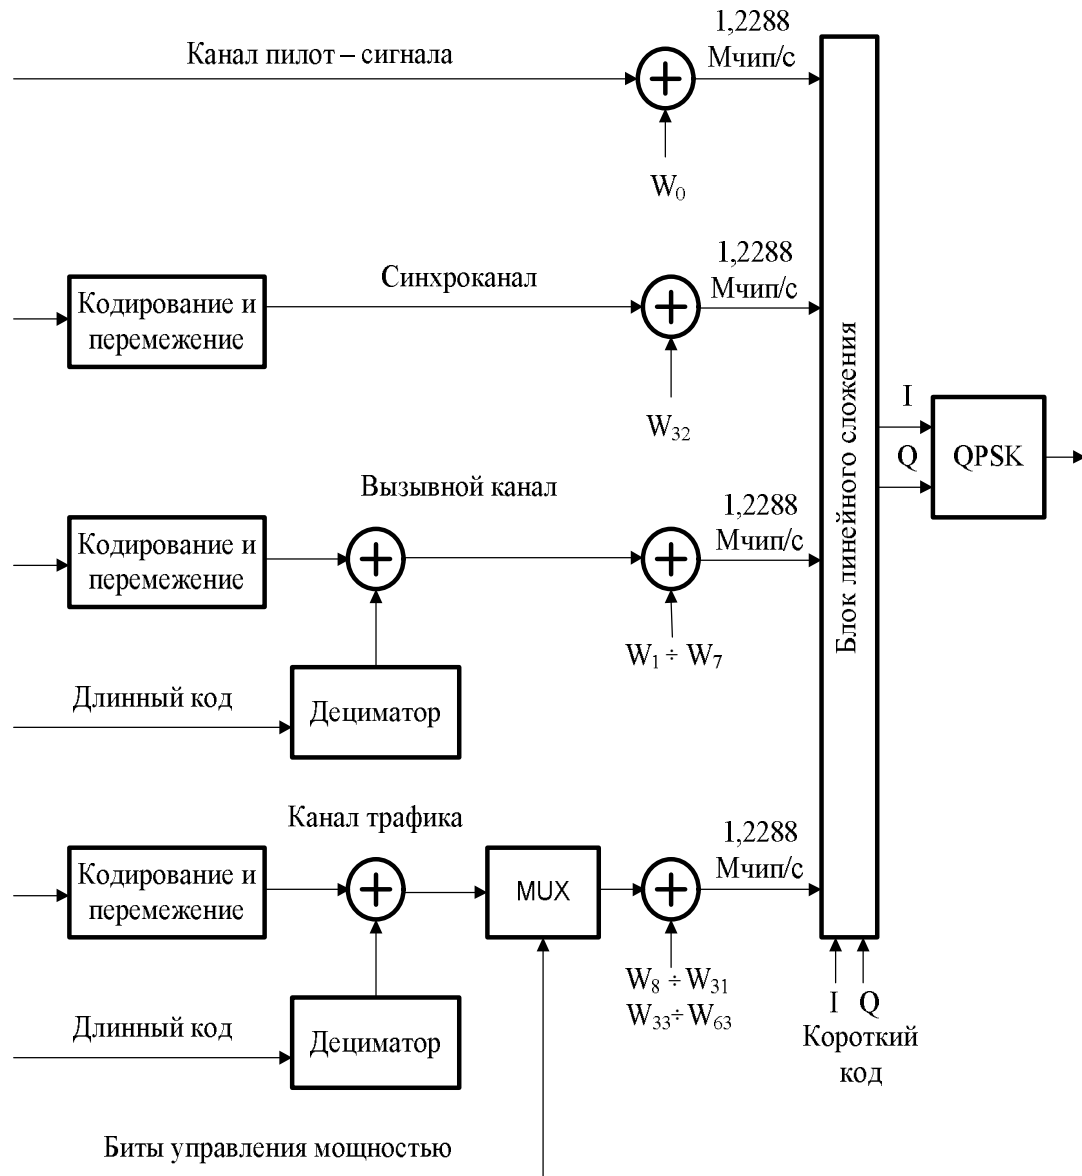 Канал пилот – сигнала
1,2288
Мчип/с
W0
Синхроканал
1,2288
Мчип/с
Кодирование и
перемежение
W32
Блок линейного сложения
I
Q
QPSK
Вызывной канал
1,2288
Мчип/с
Кодирование и
перемежение
W1 ÷ W7
Длинный код
Дециматор
Канал трафика
1,2288
Мчип/с
Кодирование и
перемежение
MUX
W8 ÷ W31
W33÷ W63
Длинный код
Дециматор
I Q
Короткий
код
Биты управления мощностью